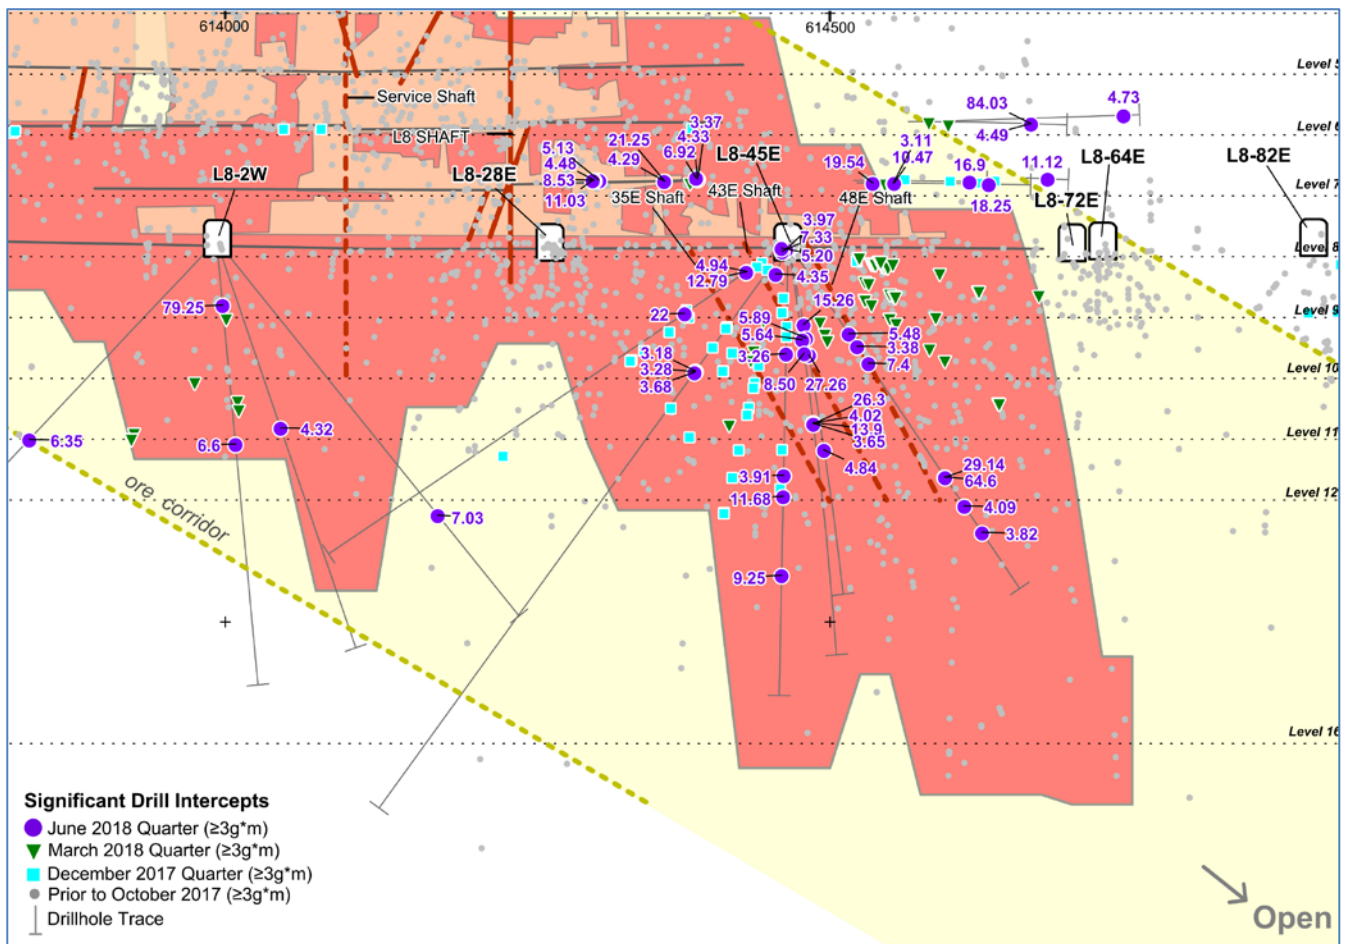 614000
614500
Level 5
Service Shaft
84.03
4.73
4.49
Level 6
L8 SHAFT
3.37
4.33
6.92
21.25
4.29
5.13
4.48
8.53
11.03
L8-45E
3.11
10.47
19.54
16.9
11.12
18.25
L8-64E
L8-82E
L8-2W
L8-28E
35E Shaft
43E Shaft
48E Shaft
Level 7
L8-72E
3.97
7.33
5.20
Level 8
4.94
12.79
4.35
79.25
15.26
22
5.89
5.64
5.48
3.38
Level 9
3.18
3.28
3.68
3.26
7.4
Level 10
8.50
27.26
26.3
4.02
13.9
3.65
6.35
6.6
4.32
Level 11
4.84
29.14
64.6
3.91
11.68
Level 12
ore corridor
7.03
4.09
3.82
9.25
Level 16
Significant Drill Intercepts
June 2018 Quarter (≥3g*m)
March 2018 Quarter (≥3g*m)
December 2017 Quarter (≥3g*m)
Prior to October 2017 (≥3g*m)
Drillhole Trace
Open